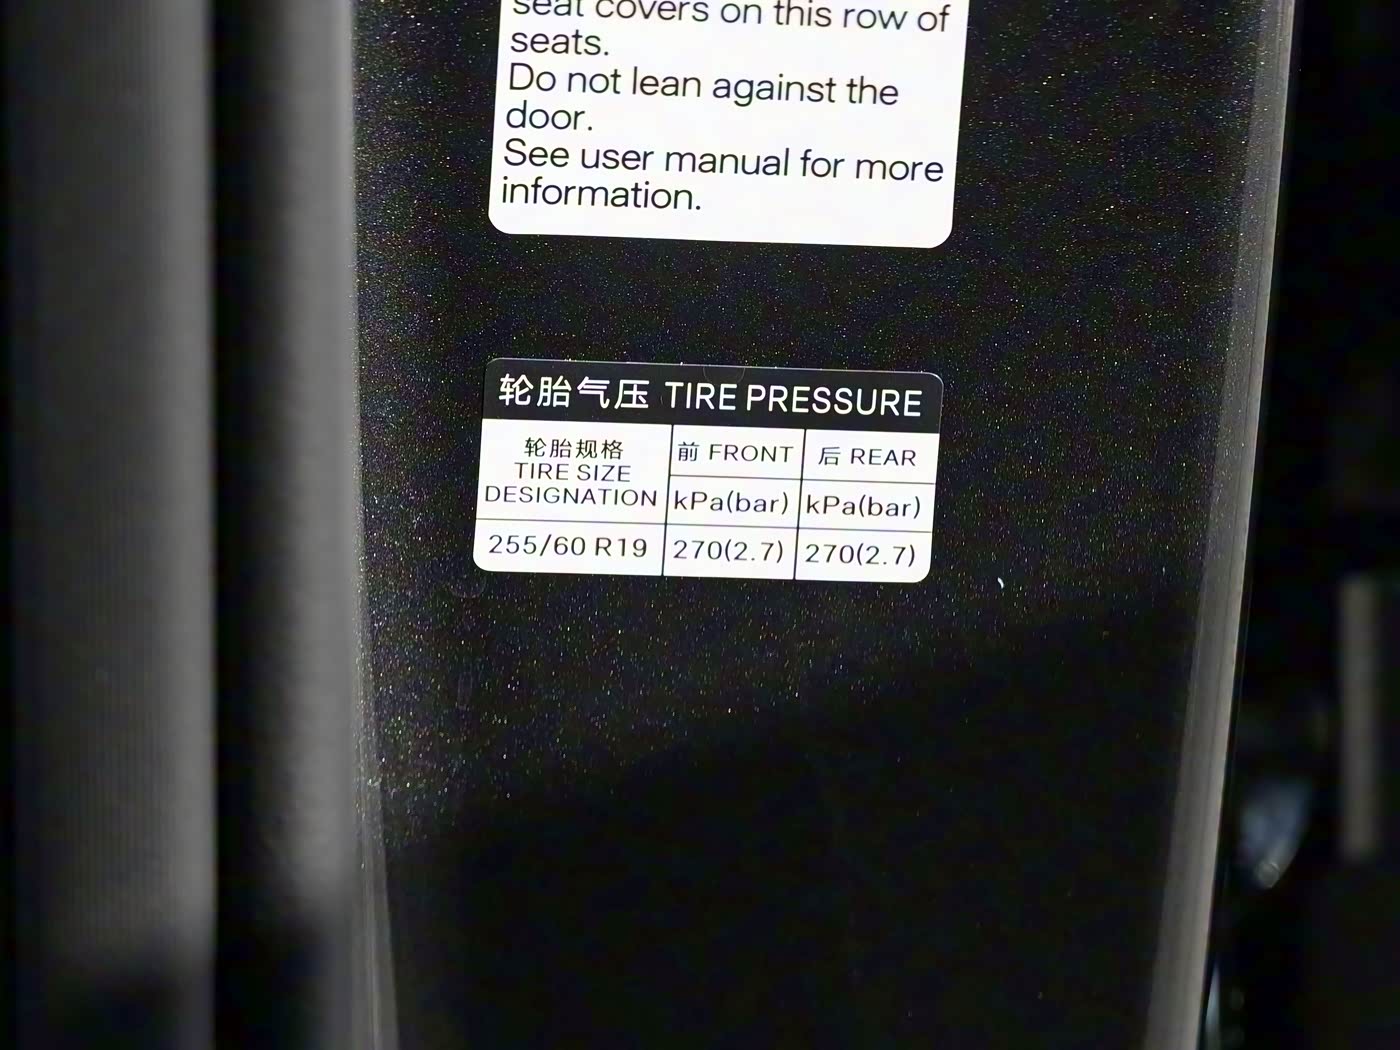 seat covers on this row of
seats.
Do not lean against the
door.
See user manual for more
information.
轮胎气压 TIRE PRESSURE
轮胎规格
TIRE SIZE
DESIGNATION
前 FRONT
后 REAR
kPa(bar)
kPa(bar)
255/60 R19
270(2.7)
270(2.7)